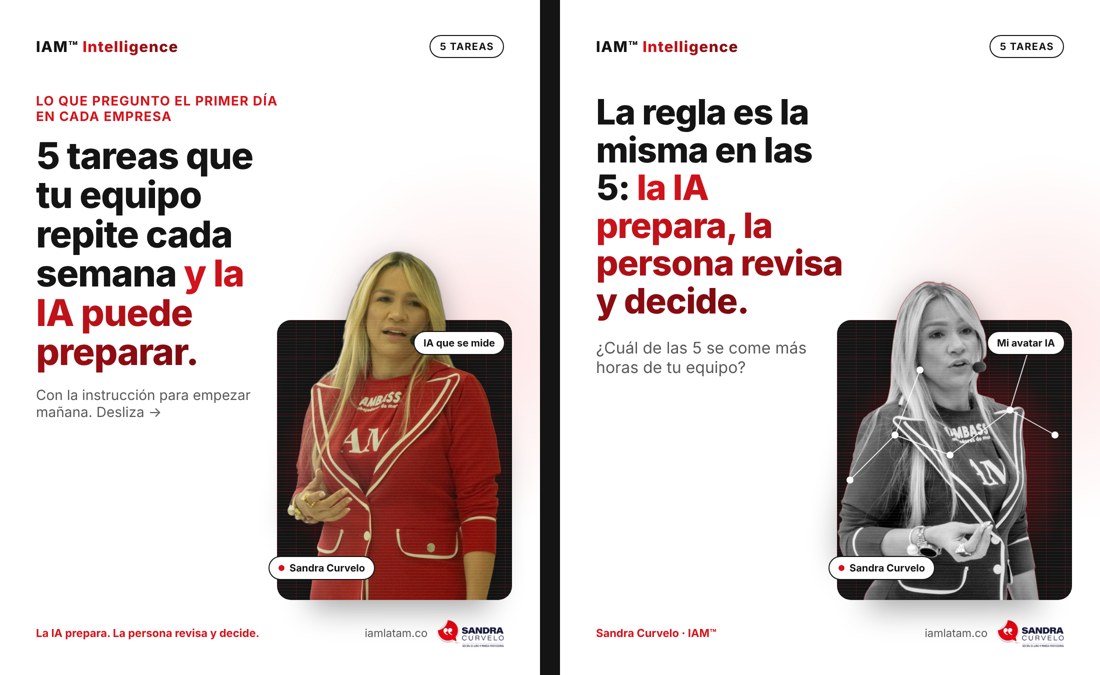 IAM™ Intelligence
5 TAREAS
LO QUE PREGUNTO EL PRIMER DÍA
EN CADA EMPRESA
5 tareas que
tu equipo
repite cada
semana y la
IA puede
preparar.
Con la instrucción para empezar
mañana. Desliza →
IA que se mide
AMBASS
AN
Sandra Curvelo
La IA prepara. La persona revisa y decide.
iamlatam.co
SANDRA
CURVELO
IAM™ Intelligence
5 TAREAS
La regla es la
misma en las
5: la IA
prepara, la
persona revisa
y decide.
¿Cuál de las 5 se come más
horas de tu equipo?
Mi avatar IA
MBASS
Sandra Curvelo
Sandra Curvelo · IAM™
iamlatam.co
SANDRA
CURVELO